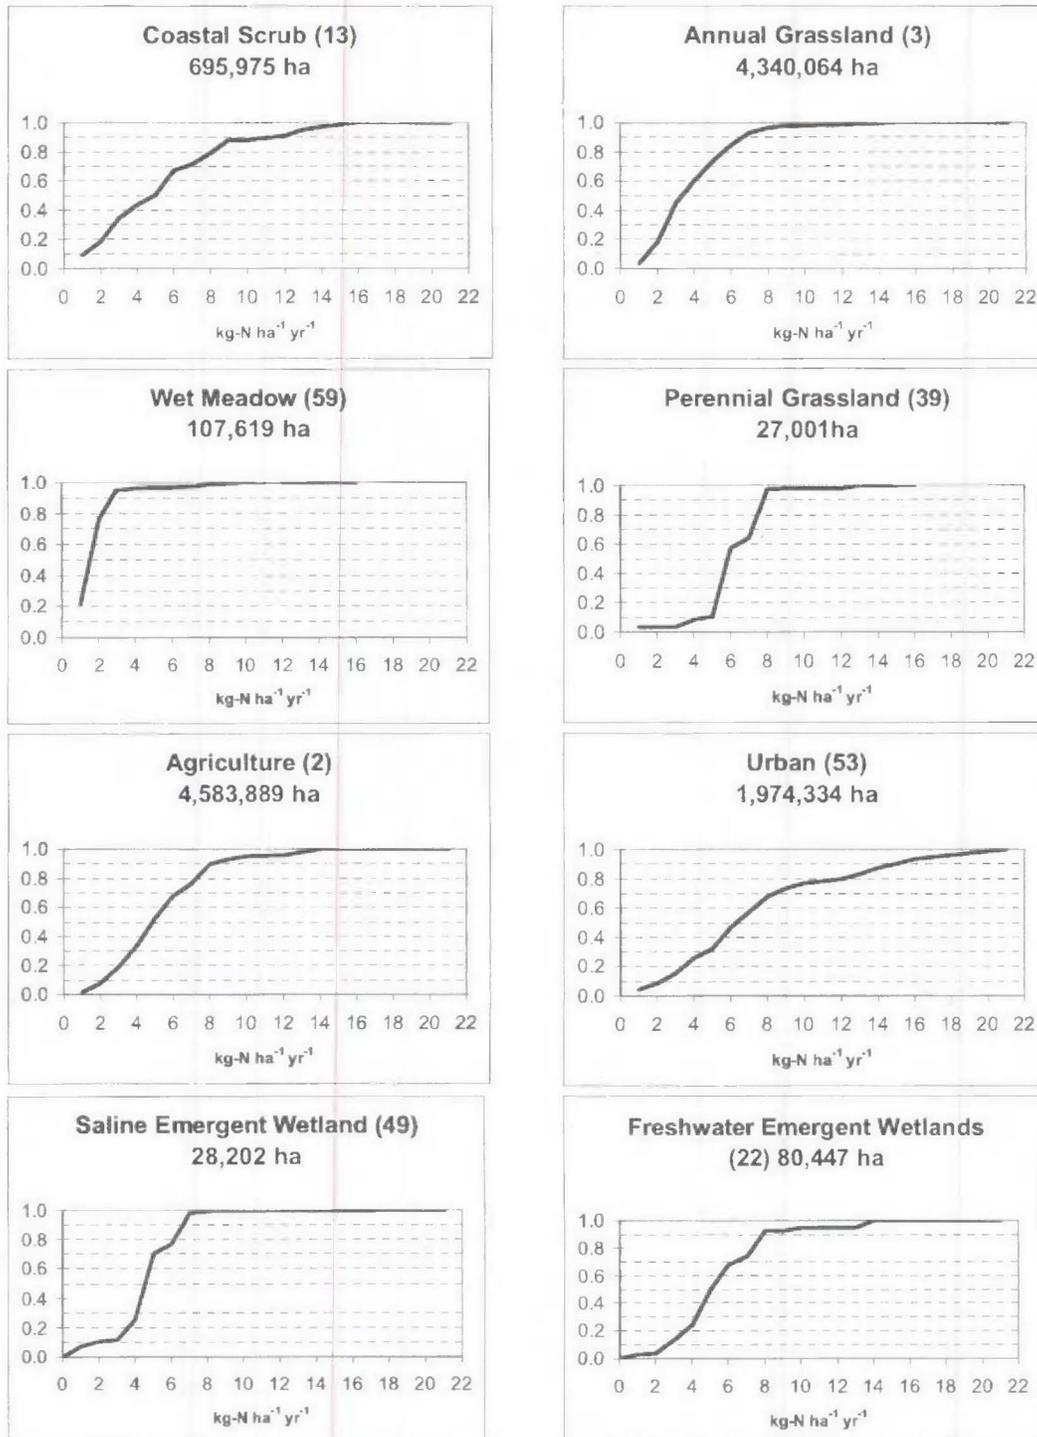 Coastal Scrub (13)
695,975 ha
1.0
0.8
0.6
0.4
0.2
0.0
0 2 4 6 8 10 12 14 16 18 20 22
kg-N ha⁻¹ yr⁻¹
Annual Grassland (3)
4,340,064 ha
1.0
0.8
0.6
0.4
0.2
0.0
0 2 4 6 8 10 12 14 16 18 20 22
kg-N ha⁻¹ yr⁻¹
Wet Meadow (59)
107,619 ha
1.0
0.8
0.6
0.4
0.2
0.0
0 2 4 6 8 10 12 14 16 18 20 22
kg-N ha⁻¹ yr⁻¹
Perennial Grassland (39)
27,001ha
1.0
0.8
0.6
0.4
0.2
0.0
0 2 4 6 8 10 12 14 16 18 20 22
kg-N ha⁻¹ yr⁻¹
Agriculture (2)
4,583,889 ha
1.0
0.8
0.6
0.4
0.2
0.0
0 2 4 6 8 10 12 14 16 18 20 22
kg-N ha⁻¹ yr⁻¹
Urban (53)
1,974,334 ha
1.0
0.8
0.6
0.4
0.2
0.0
0 2 4 6 8 10 12 14 16 18 20 22
kg-N ha⁻¹ yr⁻¹
Saline Emergent Wetland (49)
28,202 ha
1.0
0.8
0.6
0.4
0.2
0.0
0 2 4 6 8 10 12 14 16 18 20 22
kg-N ha⁻¹ yr⁻¹
Freshwater Emergent Wetlands
(22) 80,447 ha
1.0
0.8
0.6
0.4
0.2
0.0
0 2 4 6 8 10 12 14 16 18 20 22
kg-N ha⁻¹ yr⁻¹